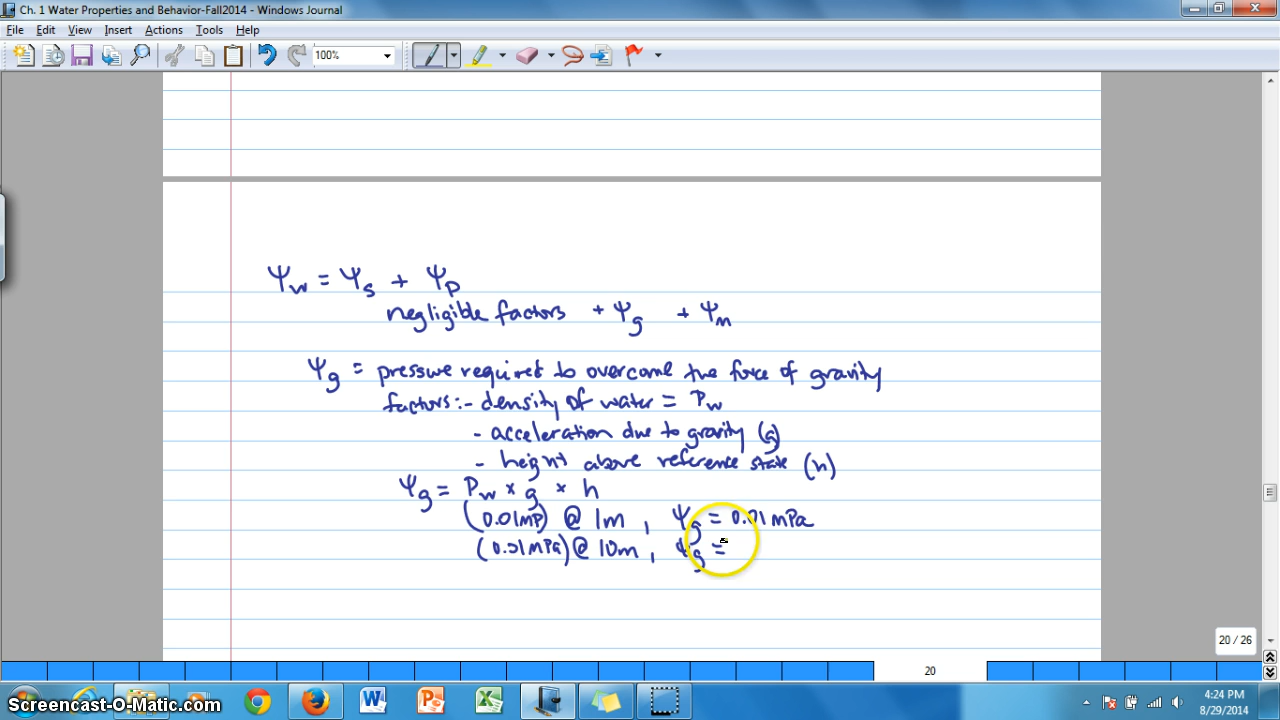 Ch. 1 Water Properties and Behavior-Fall2014 - Windows Journal
File Edit View Insert Actions Tools Help
100%
Ψw = Ψs + Ψp
negligible factors + Ψg + Ψm
Ψg = pressure required to overcome the force of gravity
factors:- density of water = Pw
- acceleration due to gravity (g)
- height above reference state (h)
Ψg = Pw × g × h
(0.01MP) @ 1m, Ψg = 0.01 MPa
(0.01MPa) @ 10m, Ψg =
20 / 26
20
Screencast-O-Matic.com
4:24 PM
8/29/2014